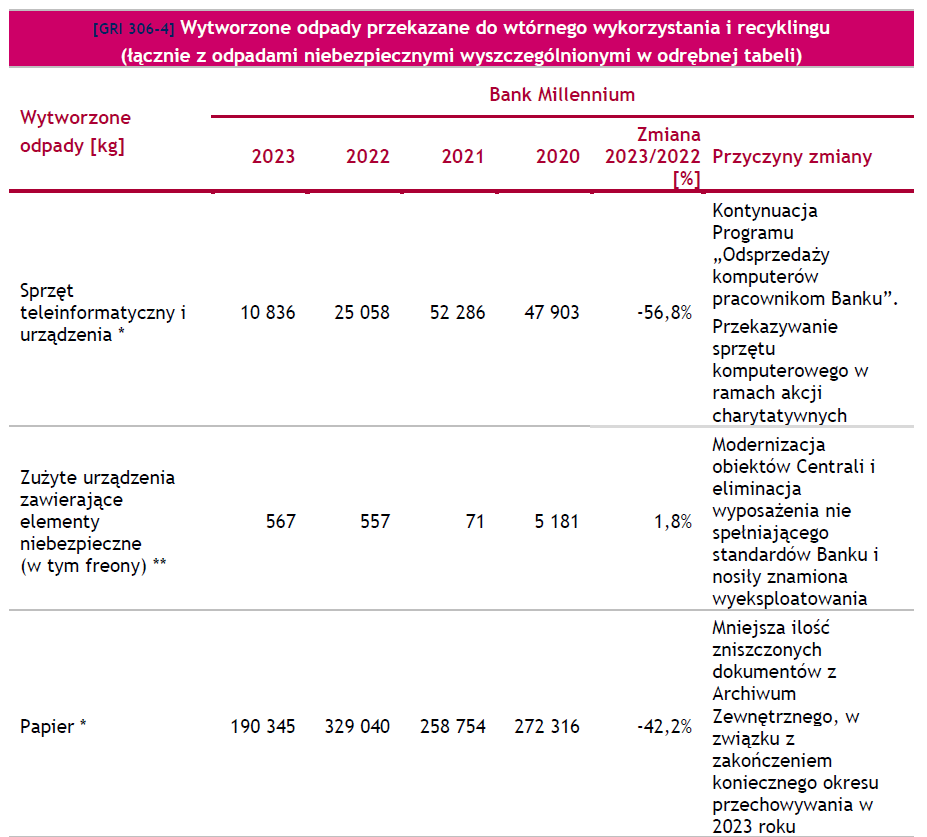 [GRI 306-4] Wytworzone odpady przekazane do wtórnego wykorzystania i recyklingu
(łącznie z odpadami niebezpiecznymi wyszczególnionymi w odrębnej tabeli)
Wytworzone
odpady [kg]
Bank Millennium
2023 2022 2021 2020
Zmiana
2023/2022
[%]
Przyczyny zmiany
Sprzęt
teleinformatyczny i
urządzenia *
10 836 25 058 52 286 47 903 -56,8%
Kontynuacja
Programu
„Odsprzedaży
komputerów
pracownikom Banku”.
Przekazywanie
sprzętu
komputerowego w
ramach akcji
charytatywnych
Zużyte urządzenia
zawierające
elementy
niebezpieczne
(w tym freony) **
567 557 71 5 181 1,8%
Modernizacja
obiektów Centrali i
eliminacja
wyposażenia nie
spełniającego
standardów Banku i
nosiły znamiona
wyeksploatowania
Papier *
190 345 329 040 258 754 272 316 -42,2%
Mniejsza ilość
zniszczonych
dokumentów z
Archiwum
Zewnętrznego, w
związku z
zakończeniem
koniecznego okresu
przechowywania w
2023 roku